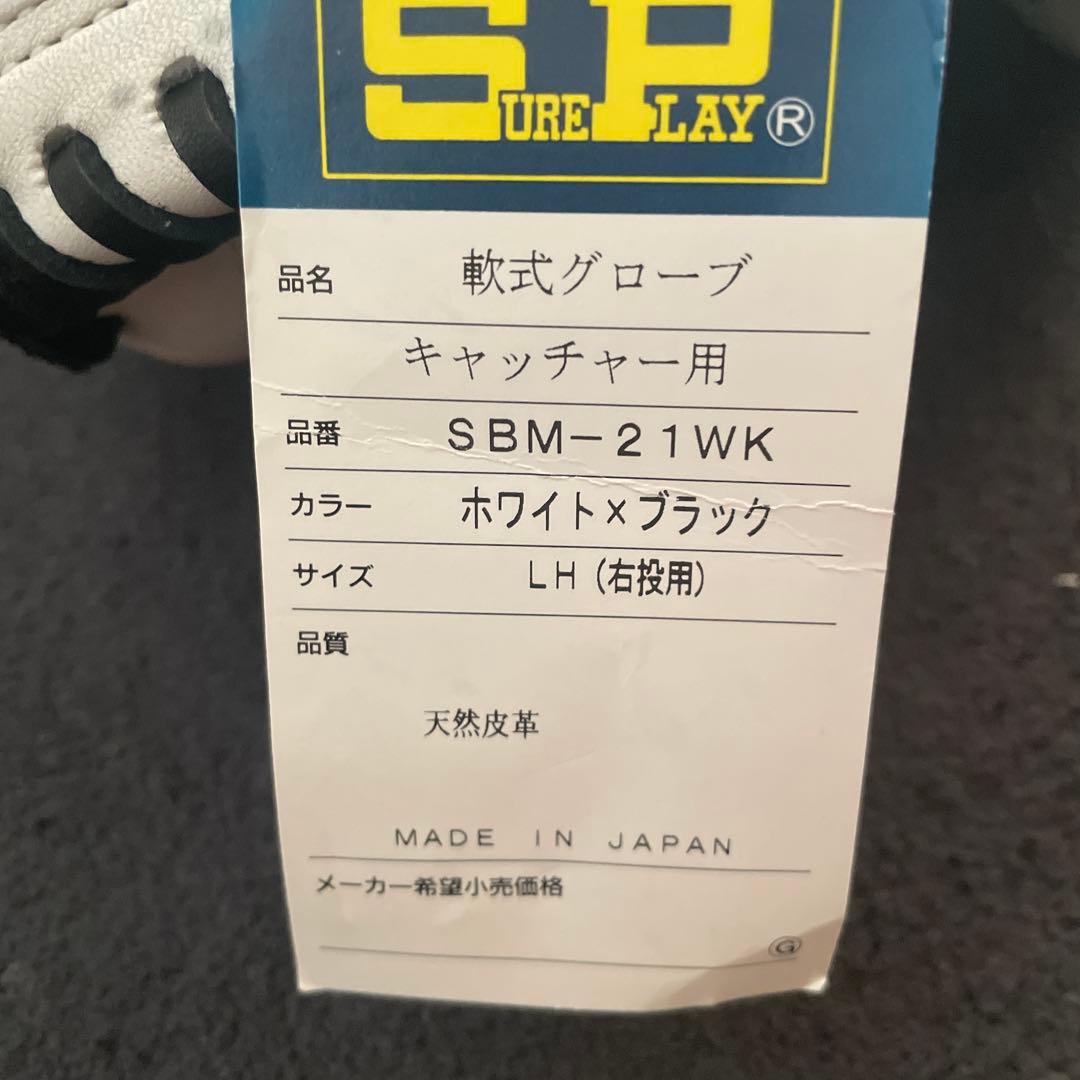 SUREPLAY®
品名 軟式グローブ
キャッチャー用
品番 SBM-21WK
カラー ホワイト×ブラック
サイズ LH(右投用)
品質
天然皮革
MADE IN JAPAN
メーカー希望小売価格
Ⓖ